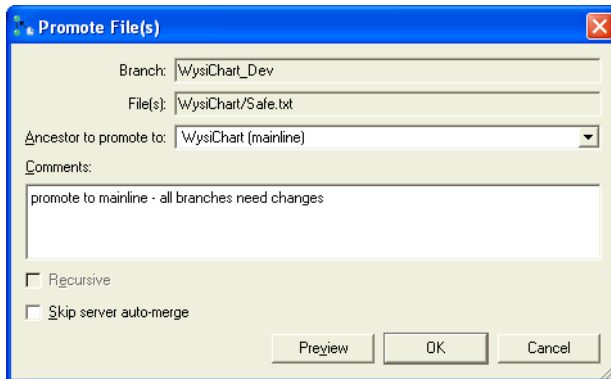 Promote File(s)
Branch: WysiChart_Dev
File(s): WysiChart/Safe.txt
Ancestor to promote to: WysiChart (mainline)
Comments:
promote to mainline - all branches need changes
Recursive
Skip server auto-merge
Preview OK Cancel